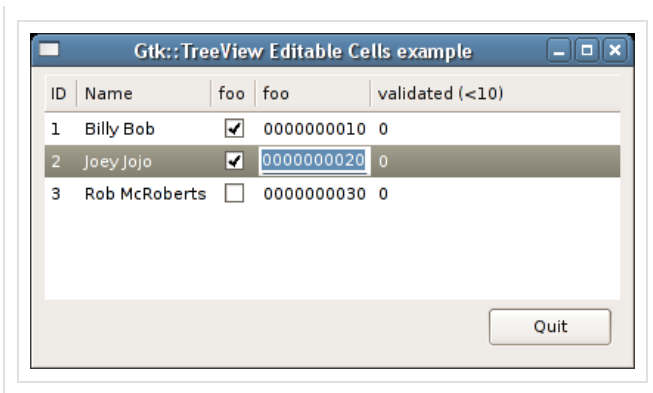 Gtk::TreeView Editable Cells example
ID Name foo foo validated (<10)
1 Billy Bob 0000000010 0
2 Joey Jojo 0000000020 0
3 Rob McRoberts 0000000030 0
Quit